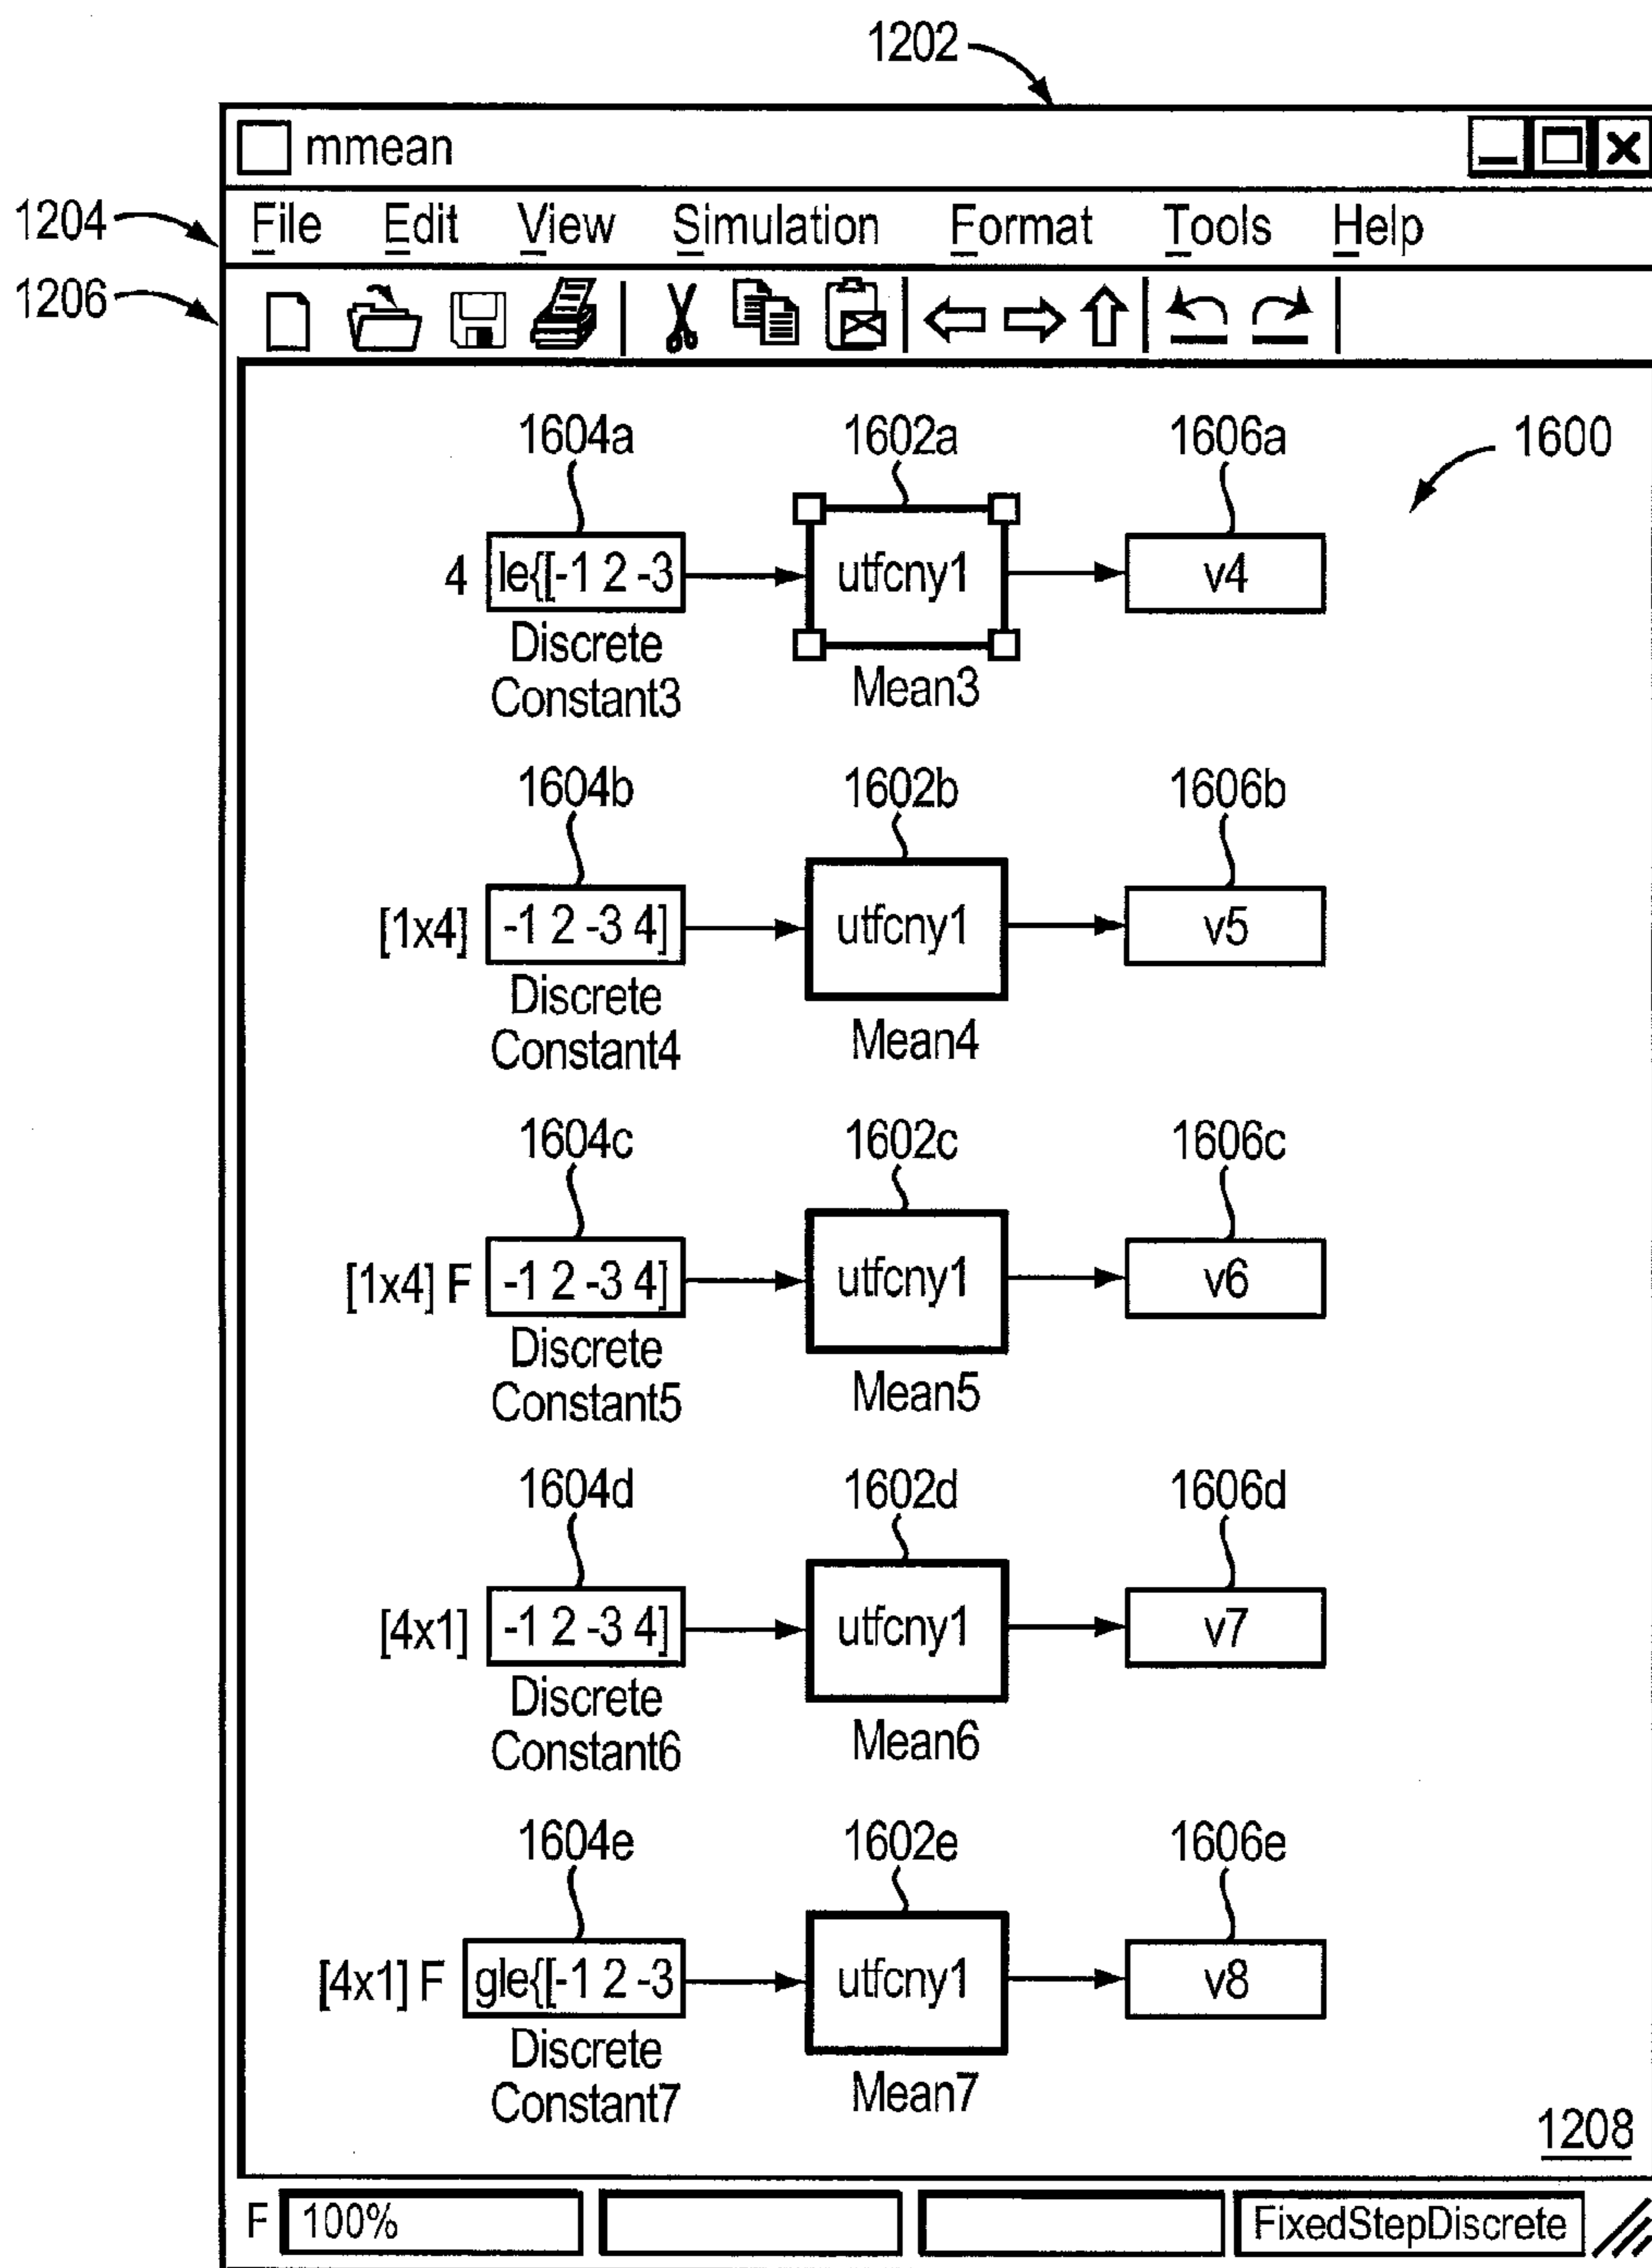 1202
mmean
1204
File Edit View Simulation Format Tools Help
1206
1604a 1602a 1606a 1600
4 le{[-1 2 -3 utfcny1 v4
Discrete
Constant3 Mean3
1604b 1602b 1606b
[1x4] -1 2 -3 4] utfcny1 v5
Discrete
Constant4 Mean4
1604c 1602c 1606c
[1x4] F -1 2 -3 4] utfcny1 v6
Discrete
Constant5 Mean5
1604d 1602d 1606d
[4x1] -1 2 -3 4] utfcny1 v7
Discrete
Constant6 Mean6
1604e 1602e 1606e
[4x1] F gle{[-1 2 -3 utfcny1 v8
Discrete
Constant7 Mean7
1208
F 100% FixedStepDiscrete